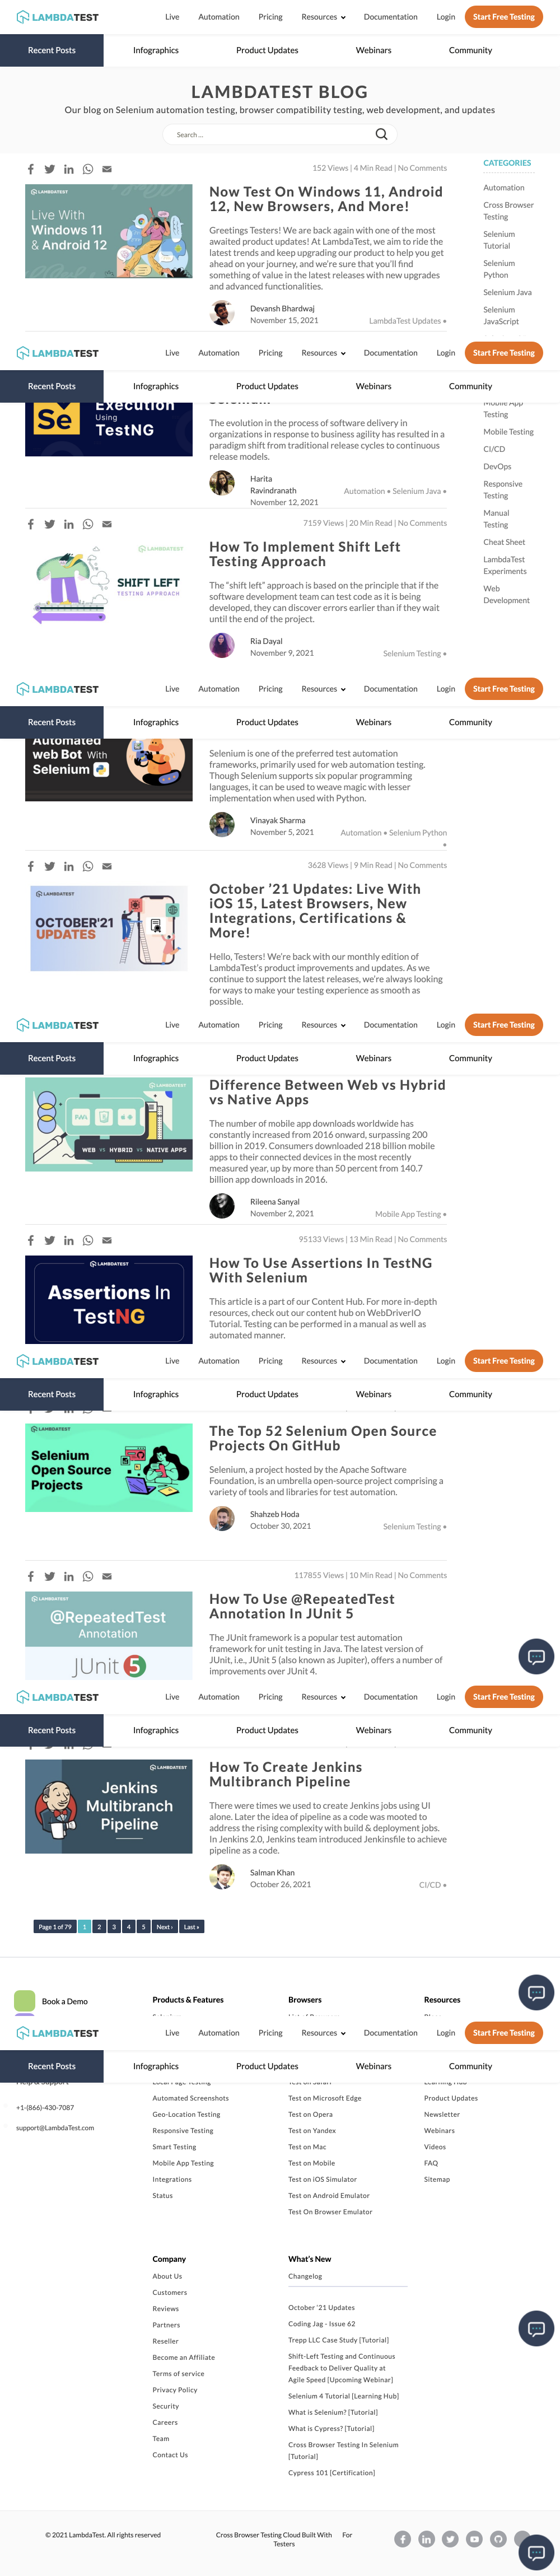 LAMBDATEST Live Automation Pricing Resources Documentation Login Start Free Testing
Recent Posts Infographics Product Updates Webinars Community
LAMBDATEST BLOG
Our blog on Selenium automation testing, browser compatibility testing, web development, and updates
Search ...
152 Views | 4 Min Read | No Comments
LAMBDATEST
Live With
Windows 11
& Android 12
Now Test On Windows 11, Android
12, New Browsers, And More!
Greetings Testers! We are back again with one of the most
awaited product updates! At LambdaTest, we aim to ride the
latest trends and keep upgrading our product to help you get
ahead on your journey, and we're sure that you'll find
something of value in the latest releases with new upgrades
and advanced functionalities.
Devansh Bhardwaj
November 15, 2021
LambdaTest Updates •
CATEGORIES
Automation
Cross Browser
Testing
Selenium
Tutorial
Selenium
Python
Selenium Java
Selenium
JavaScript
LAMBDATEST Live Automation Pricing Resources Documentation Login Start Free Testing
Recent Posts Infographics Product Updates Webinars Community
Se
Execution
Using
TestNG
Selenium
The evolution in the process of software delivery in
organizations in response to business agility has resulted in a
paradigm shift from traditional release cycles to continuous
release models.
Harita
Ravindranath
November 12, 2021
Automation • Selenium Java •
Mobile App
Testing
Mobile Testing
CI/CD
DevOps
Responsive
Testing
Manual
Testing
Cheat Sheet
LambdaTest
Experiments
Web
Development
7159 Views | 20 Min Read | No Comments
LAMBDATEST
SHIFT LEFT
TESTING APPROACH
How To Implement Shift Left
Testing Approach
The "shift left" approach is based on the principle that if the
software development team can test code as it is being
developed, they can discover errors earlier than if they wait
until the end of the project.
Ria Dayal
November 9, 2021
Selenium Testing •
LAMBDATEST Live Automation Pricing Resources Documentation Login Start Free Testing
Recent Posts Infographics Product Updates Webinars Community
Automated
web Bot With
Selenium
Selenium is one of the preferred test automation
frameworks, primarily used for web automation testing.
Though Selenium supports six popular programming
languages, it can be used to weave magic with lesser
implementation when used with Python.
Vinayak Sharma
November 5, 2021
Automation • Selenium Python
•
3628 Views | 9 Min Read | No Comments
LAMBDATEST
OCTOBER'21
UPDATES
October '21 Updates: Live With
iOS 15, Latest Browsers, New
Integrations, Certifications &
More!
Hello, Testers! We're back with our monthly edition of
LambdaTest's product improvements and updates. As we
continue to support the latest releases, we're always looking
for ways to make your testing experience as smooth as
possible.
LAMBDATEST Live Automation Pricing Resources Documentation Login Start Free Testing
Recent Posts Infographics Product Updates Webinars Community
LAMBDATEST
WEB VS HYBRID VS NATIVE APPS
Difference Between Web vs Hybrid
vs Native Apps
The number of mobile app downloads worldwide has
constantly increased from 2016 onward, surpassing 200
billion in 2019. Consumers downloaded 218 billion mobile
apps to their connected devices in the most recently
measured year, up by more than 50 percent from 140.7
billion app downloads in 2016.
Rileena Sanyal
November 2, 2021
Mobile App Testing •
95133 Views | 13 Min Read | No Comments
LAMBDATEST
Assertions In
TestNG
How To Use Assertions In TestNG
With Selenium
This article is a part of our Content Hub. For more in-depth
resources, check out our content hub on WebDriverIO
Tutorial. Testing can be performed in a manual as well as
automated manner.
LAMBDATEST Live Automation Pricing Resources Documentation Login Start Free Testing
Recent Posts Infographics Product Updates Webinars Community
LAMBDATEST
Selenium
Open Source
Projects
The Top 52 Selenium Open Source
Projects On GitHub
Selenium, a project hosted by the Apache Software
Foundation, is an umbrella open-source project comprising a
variety of tools and libraries for test automation.
Shahzeb Hoda
October 30, 2021
Selenium Testing •
117855 Views | 10 Min Read | No Comments
LAMBDATEST
@RepeatedTest
Annotation
JUnit 5
How To Use @RepeatedTest
Annotation In JUnit 5
The JUnit framework is a popular test automation
framework for unit testing in Java. The latest version of
JUnit, i.e., JUnit 5 (also known as Jupiter), offers a number of
improvements over JUnit 4.
LAMBDATEST Live Automation Pricing Resources Documentation Login Start Free Testing
Recent Posts Infographics Product Updates Webinars Community
LAMBDATEST
Jenkins
Multibranch
Pipeline
How To Create Jenkins
Multibranch Pipeline
There were times we used to create Jenkins jobs using UI
alone. Later the idea of pipeline as a code was mooted to
address the rising complexity with build & deployment jobs.
In Jenkins 2.0, Jenkins team introduced Jenkinsfile to achieve
pipeline as a code.
Salman Khan
October 26, 2021
CI/CD •
Page 1 of 79 1 2 3 4 5 Next › Last »
Book a Demo
Products & Features
Browsers
Resources
LAMBDATEST Live Automation Pricing Resources Documentation Login Start Free Testing
Recent Posts Infographics Product Updates Webinars Community
Help & Support
+1-(866)-430-7087
support@LambdaTest.com
Local Page Testing
Automated Screenshots
Geo-Location Testing
Responsive Testing
Smart Testing
Mobile App Testing
Integrations
Status
Test on Safari
Test on Microsoft Edge
Test on Opera
Test on Yandex
Test on Mac
Test on Mobile
Test on iOS Simulator
Test on Android Emulator
Test On Browser Emulator
Learning Hub
Product Updates
Newsletter
Webinars
Videos
FAQ
Sitemap
Company
About Us
Customers
Reviews
Partners
Reseller
Become an Affiliate
Terms of service
Privacy Policy
Security
Careers
Team
Contact Us
What's New
Changelog
October '21 Updates
Coding Jag - Issue 62
Trepp LLC Case Study [Tutorial]
Shift-Left Testing and Continuous
Feedback to Deliver Quality at
Agile Speed [Upcoming Webinar]
Selenium 4 Tutorial [Learning Hub]
What is Selenium? [Tutorial]
What is Cypress? [Tutorial]
Cross Browser Testing In Selenium
[Tutorial]
Cypress 101 [Certification]
© 2021 LambdaTest. All rights reserved
Cross Browser Testing Cloud Built With For
Testers